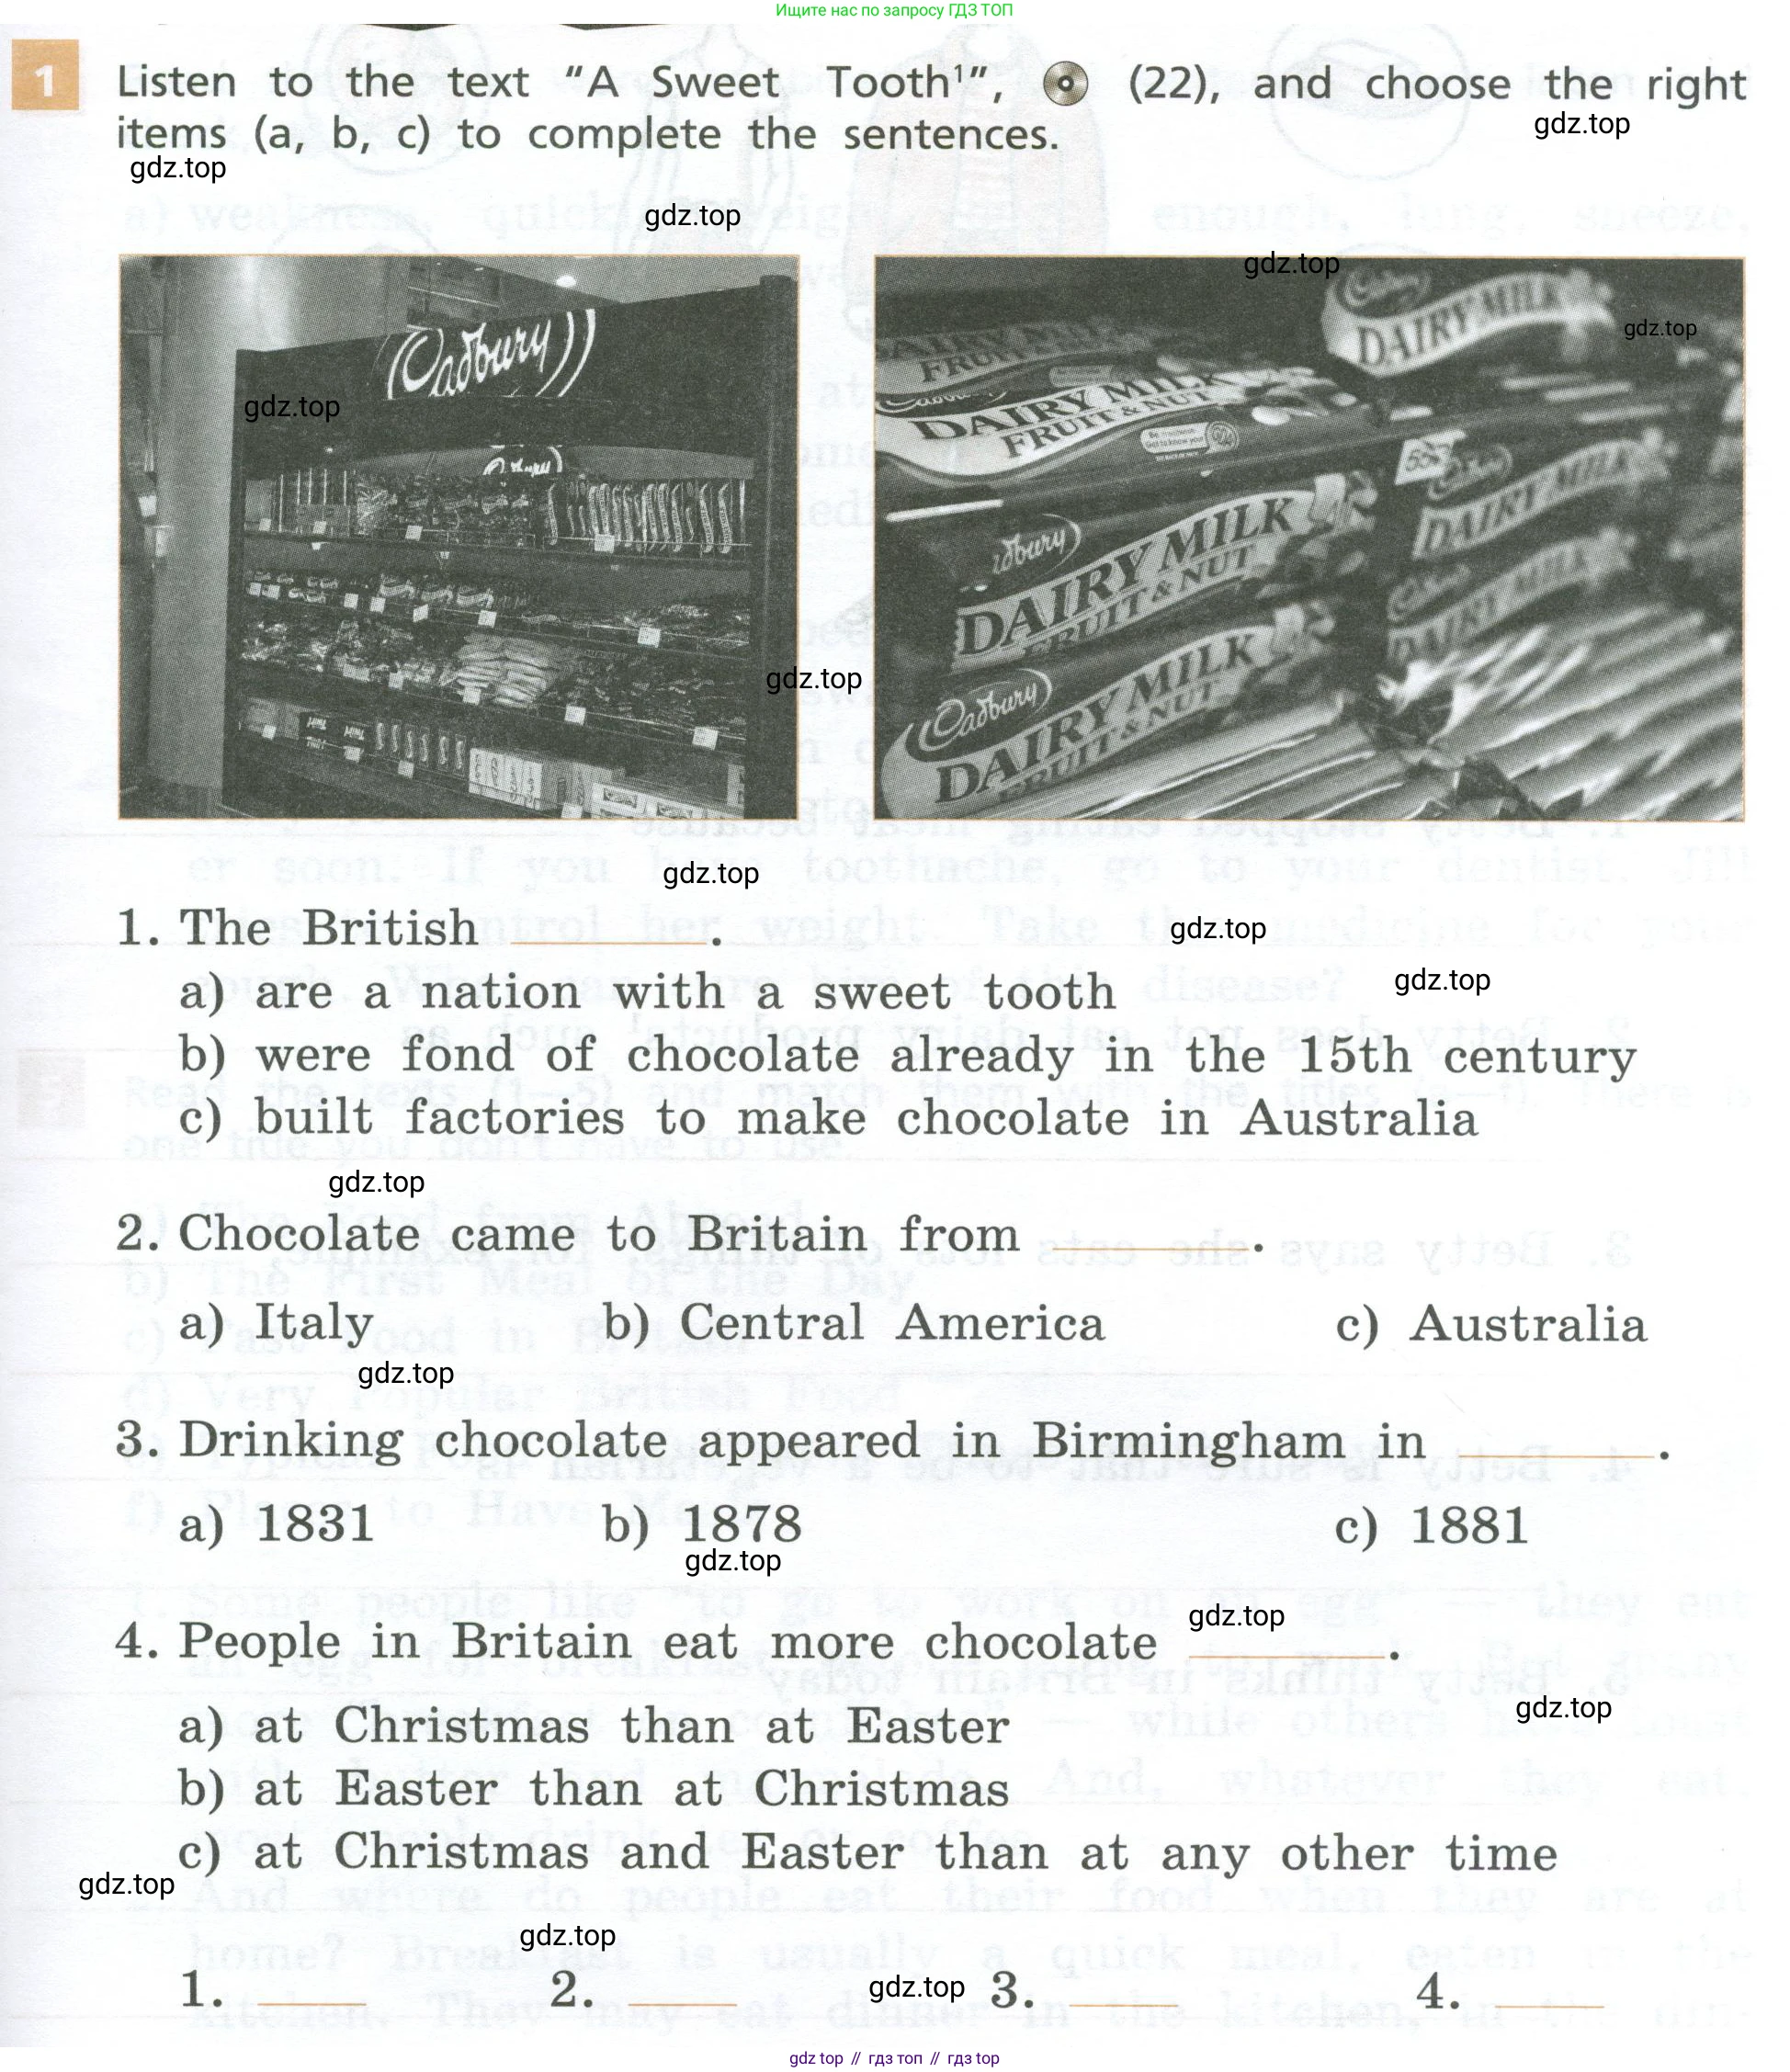 Ищите нас по запросу ГДЗ ТОП
1
Listen to the text “A Sweet Tooth¹”, (22), and choose the right
items (a, b, c) to complete the sentences.
gdz.top
gdz.top
gdz.top
gdz.top
gdz.top
gdz.top
gdz.top
Cadbury
DAIRY MILK
FRUIT & NUT
Cadbury
DAIRY MILK
DAIRY MILK
FRUIT & NUT
Cadbury
DAIRY MILK
Cadbury
DAIRY MILK
FRUIT & NUT
DAIRY MILK
gdz.top
1. The British ______.
gdz.top
a) are a nation with a sweet tooth
gdz.top
b) were fond of chocolate already in the 15th century
c) built factories to make chocolate in Australia
gdz.top
2. Chocolate came to Britain from ______.
a) Italy b) Central America c) Australia
gdz.top
3. Drinking chocolate appeared in Birmingham in ______.
a) 1831 b) 1878 c) 1881
gdz.top
4. People in Britain eat more chocolate ______.
gdz.top
a) at Christmas than at Easter
gdz.top
b) at Easter than at Christmas
c) at Christmas and Easter than at any other time
gdz.top
gdz.top
1. ____ 2. ____ gdz.top 3. ____ 4. ____
gdz top // гдз топ // гдз top